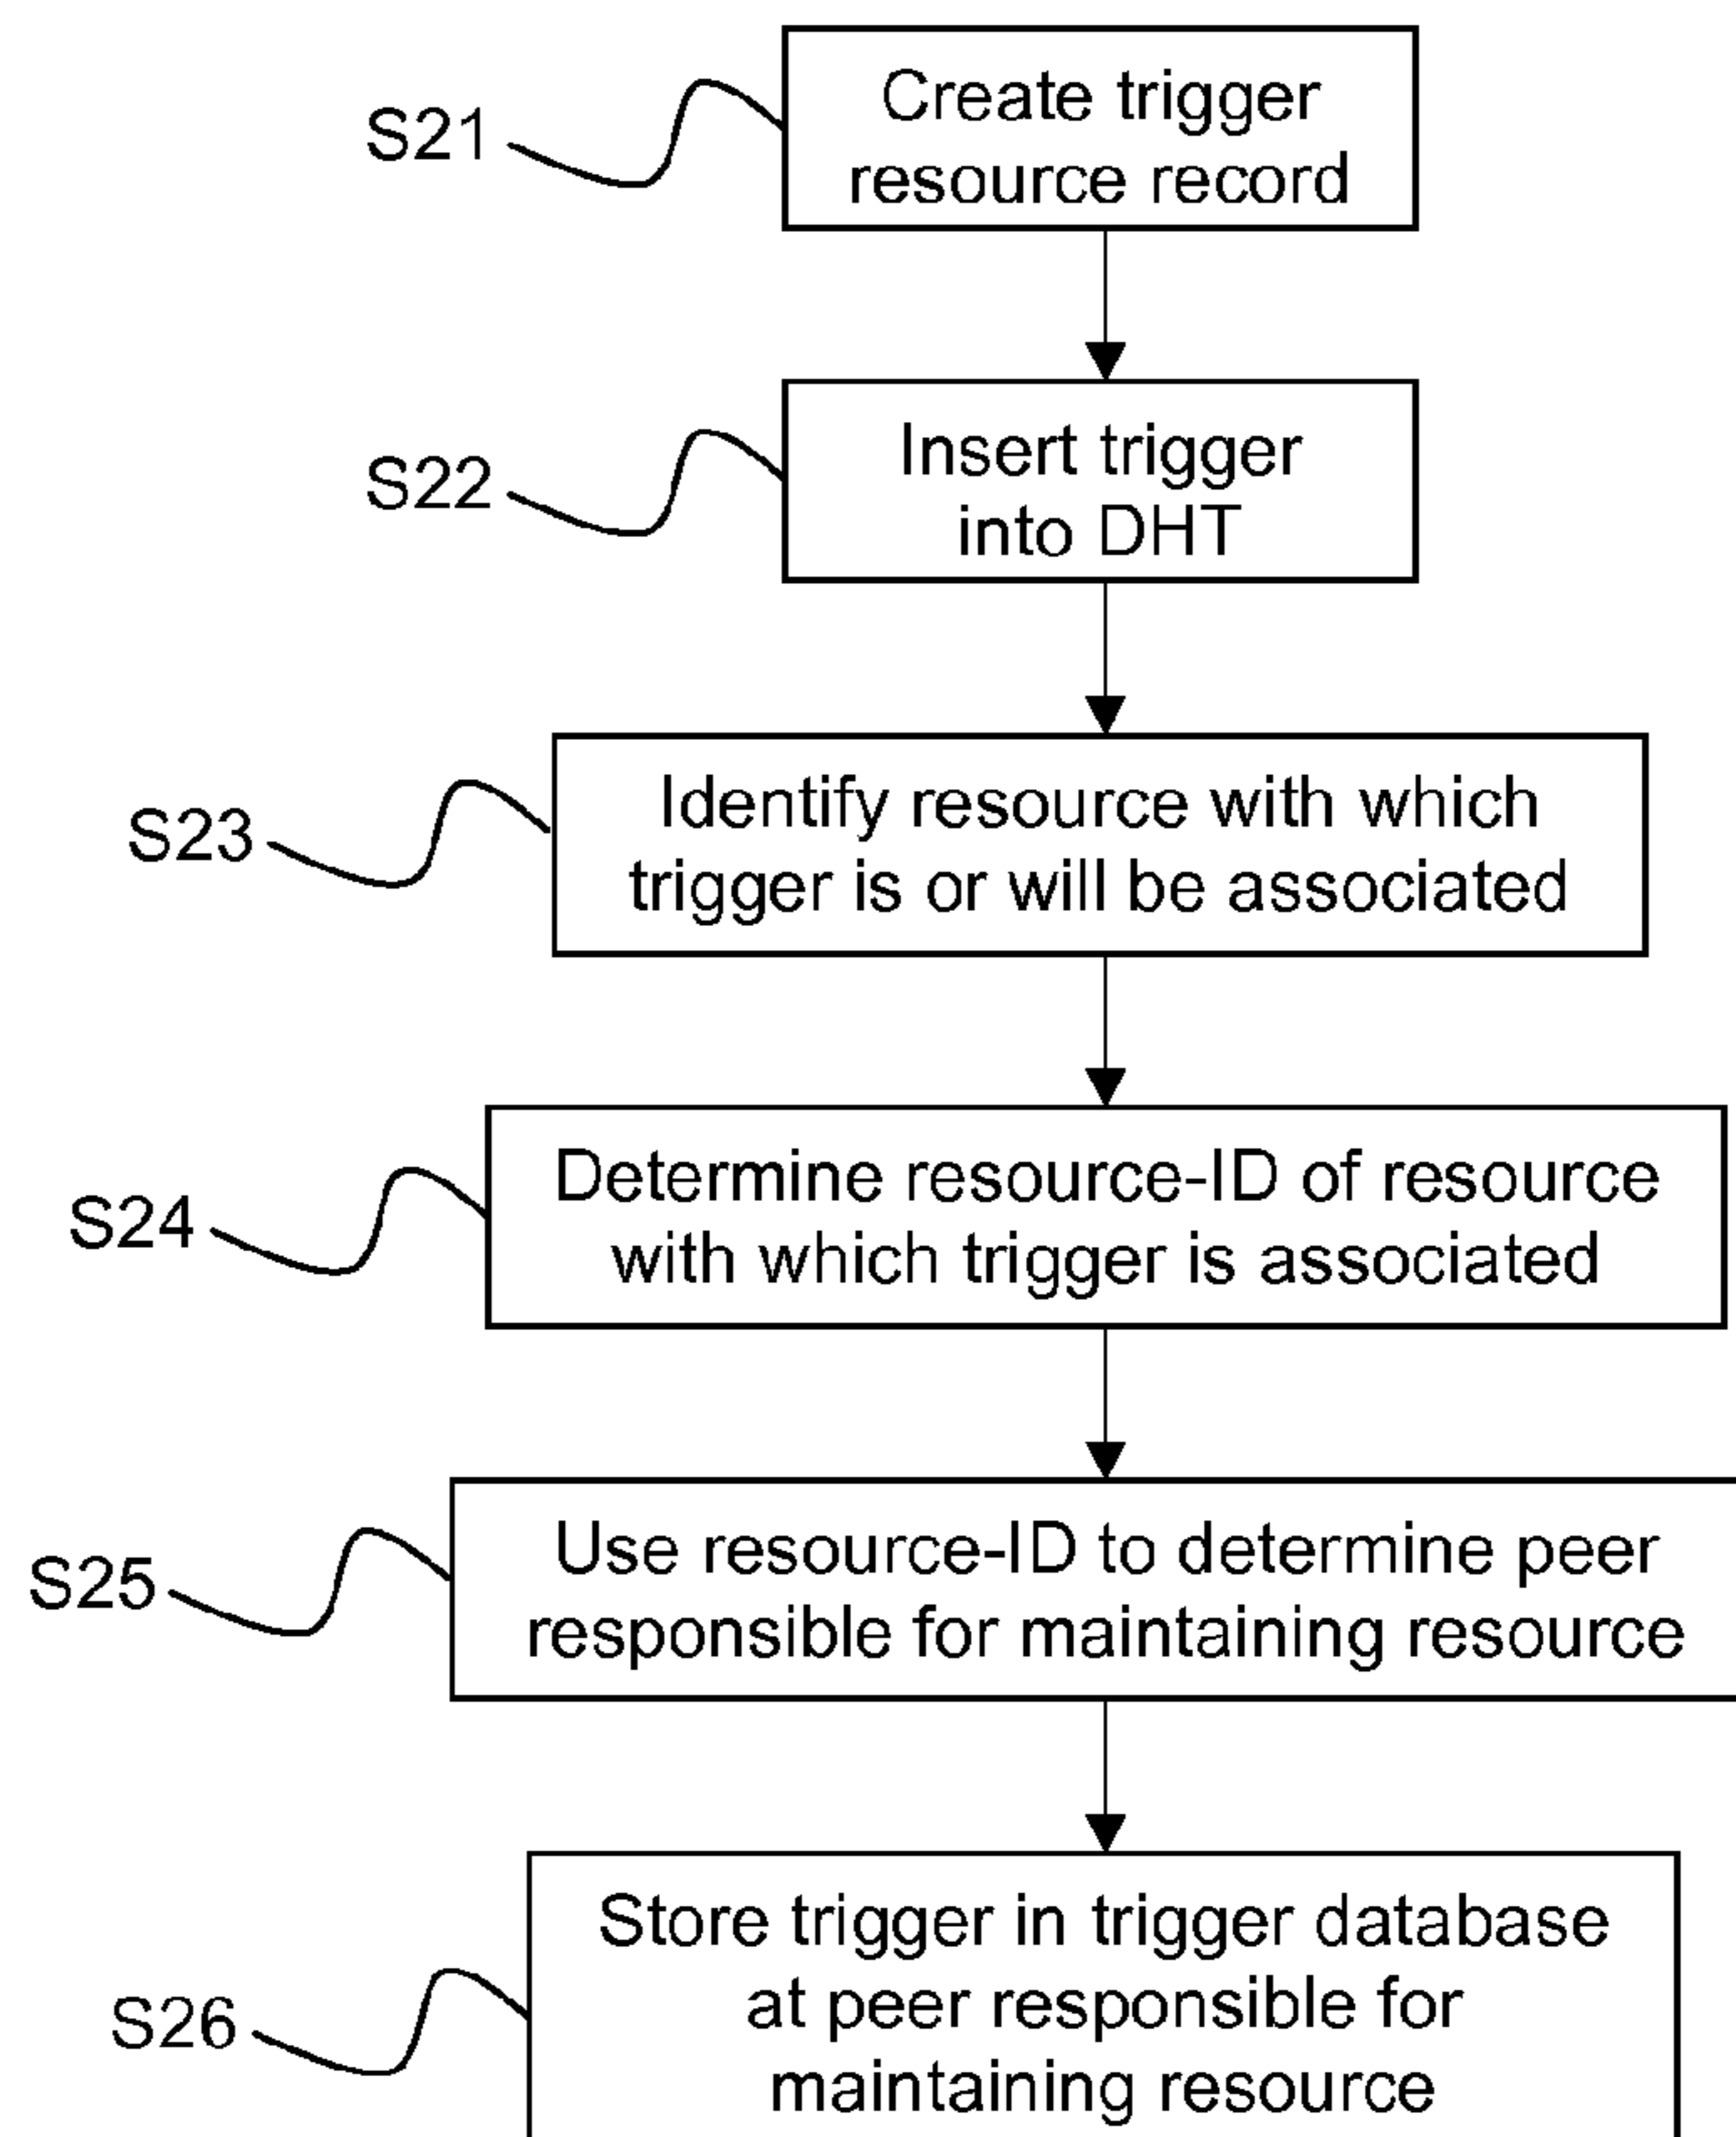 S21
Create trigger
resource record
S22
Insert trigger
into DHT
S23
Identify resource with which
trigger is or will be associated
S24
Determine resource-ID of resource
with which trigger is associated
S25
Use resource-ID to determine peer
responsible for maintaining resource
S26
Store trigger in trigger database
at peer responsible for
maintaining resource